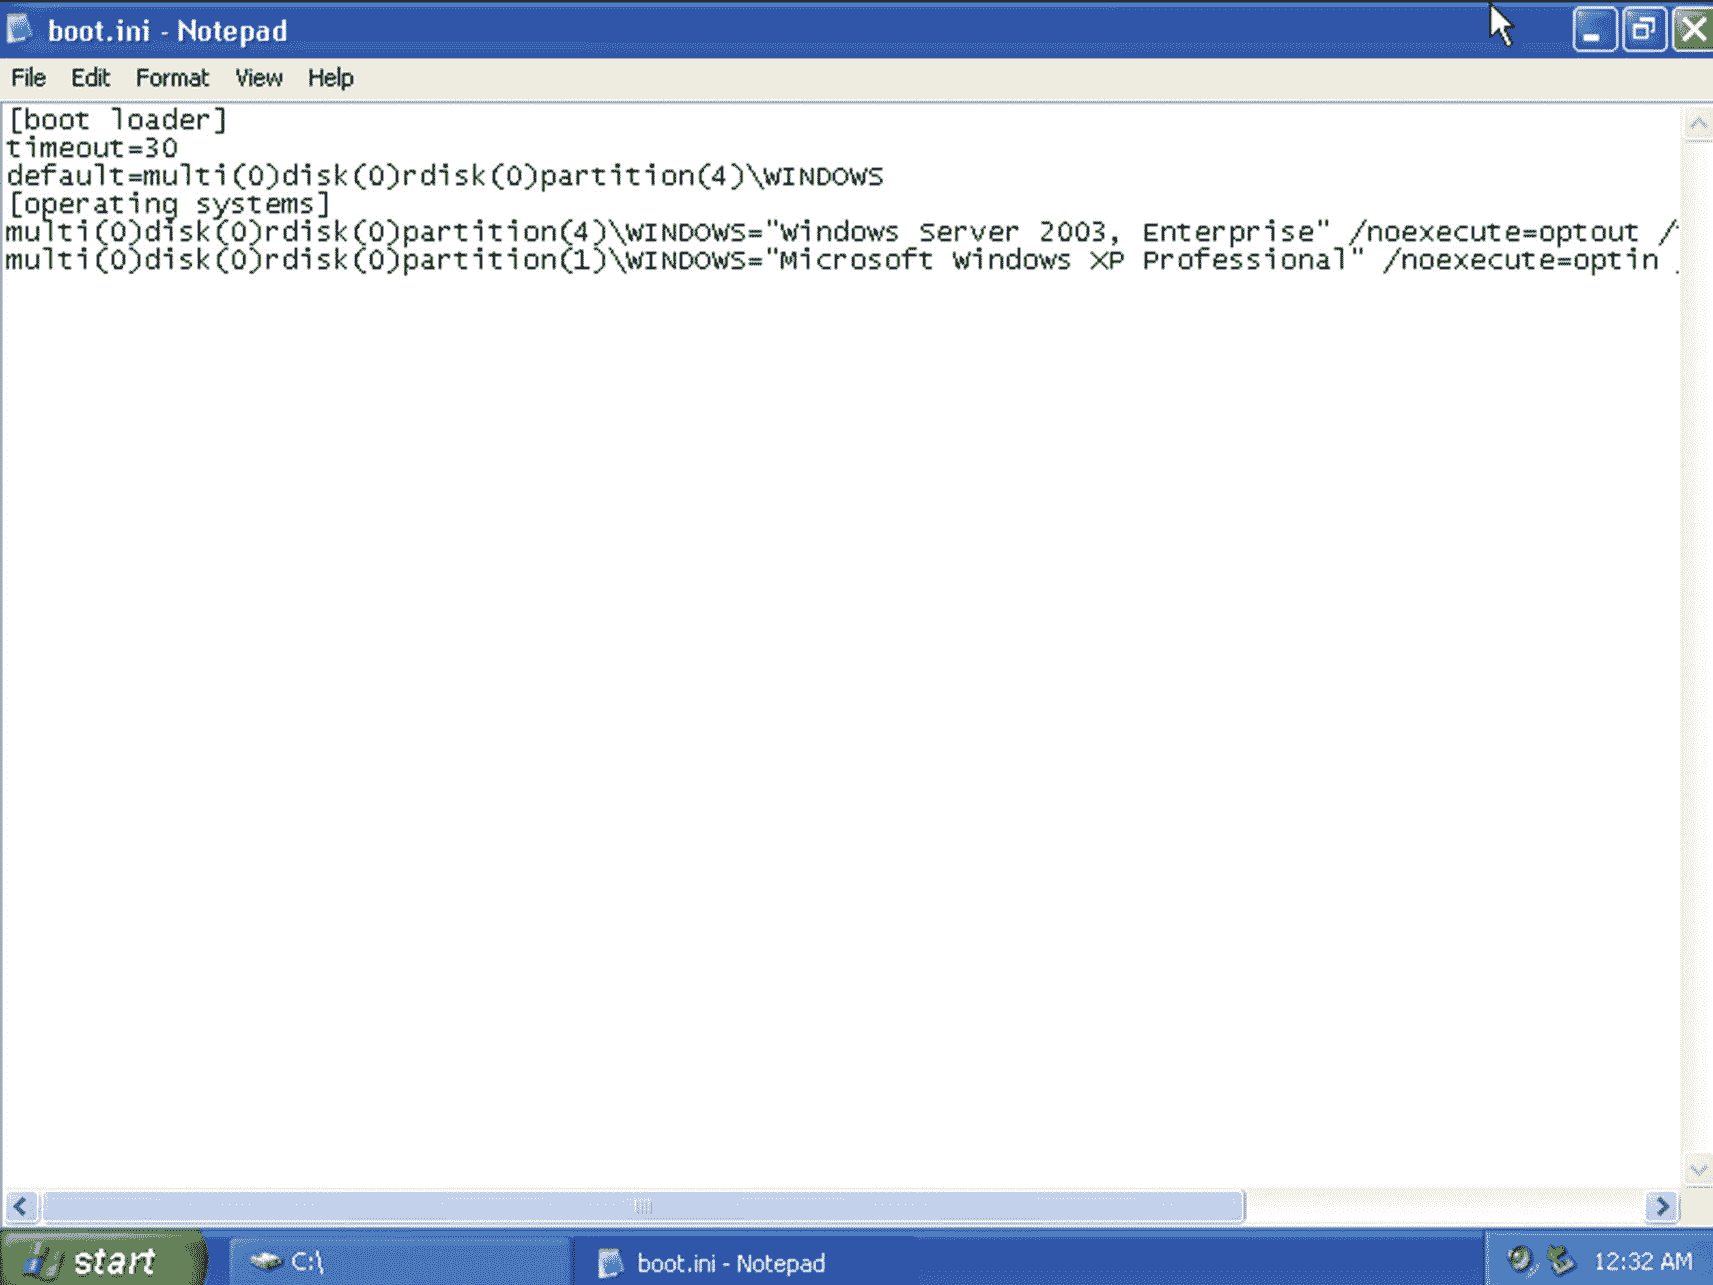 boot.ini - Notepad
File Edit Format View Help
[boot loader]
timeout=30
default=multi(0)disk(0)rdisk(0)partition(4)\WINDOWS
[operating systems]
multi(0)disk(0)rdisk(0)partition(4)\WINDOWS="Windows Server 2003, Enterprise" /noexecute=optout /
multi(0)disk(0)rdisk(0)partition(1)\WINDOWS="Microsoft Windows XP Professional" /noexecute=optin
start C:\ boot.ini - Notepad 12:32 AM